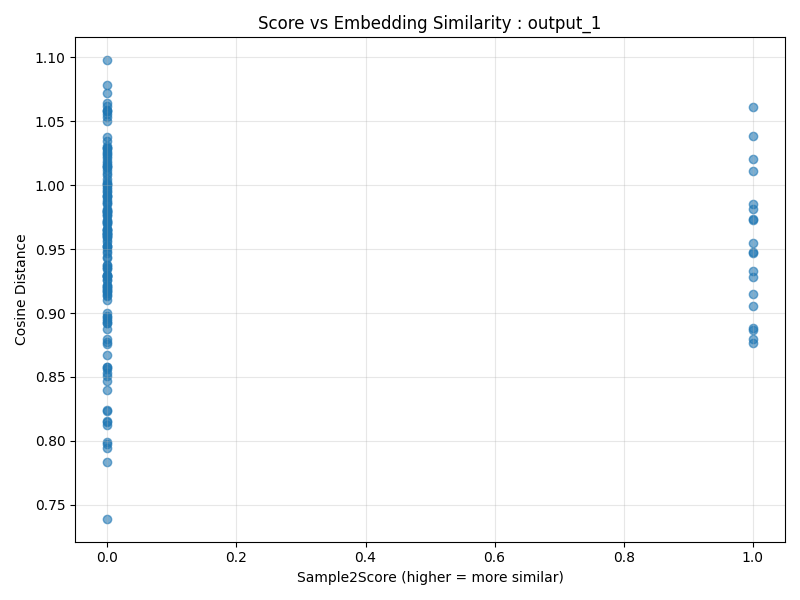 Score vs Embedding Similarity : output_1
Cosine Distance
1.10
1.05
1.00
0.95
0.90
0.85
0.80
0.75
0.0 0.2 0.4 0.6 0.8 1.0
Sample2Score (higher = more similar)